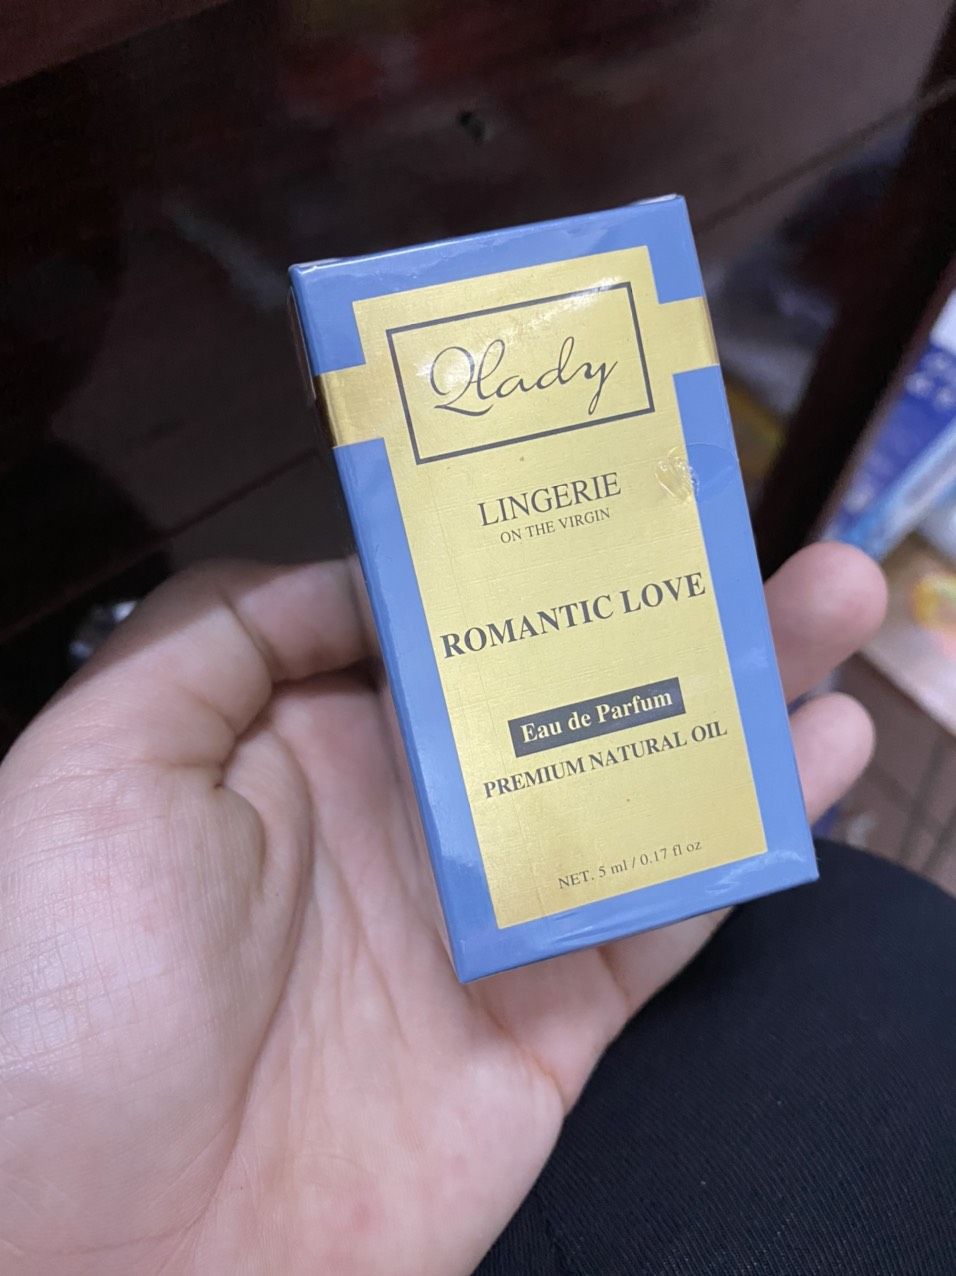 Qlady
LINGERIE
ON THE VIRGIN
ROMANTIC LOVE
Eau de Parfum
PREMIUM NATURAL OIL
NET. 5 ml / 0.17 fl oz